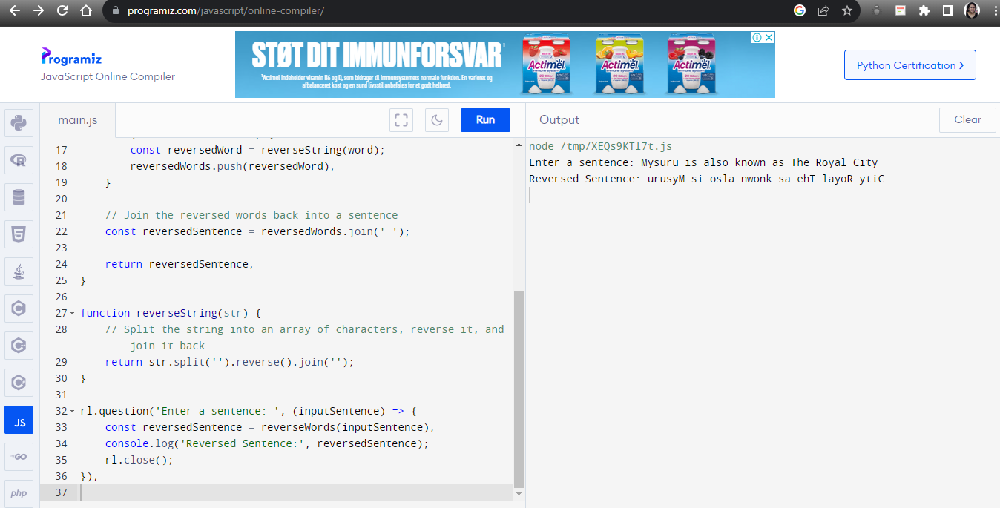 programiz.com/javascript/online-compiler/
Programiz
JavaScript Online Compiler
STØT DIT IMMUNFORSVAR¹
¹Actimel indeholder vitamin B6 og D, som bidrager til immunsystemets normale funktion. En varieret og
afbalanceret kost og en sund livsstil anbefales for et godt helbred.
Actimel
Actimel
Actimel
Python Certification
main.js
Run
Output
Clear
17 const reversedWord = reverseString(word);
18 reversedWords.push(reversedWord);
19 }
20
21 // Join the reversed words back into a sentence
22 const reversedSentence = reversedWords.join(' ');
23
24 return reversedSentence;
25 }
26
27 function reverseString(str) {
28 // Split the string into an array of characters, reverse it, and
join it back
29 return str.split('').reverse().join('');
30 }
31
32 rl.question('Enter a sentence: ', (inputSentence) => {
33 const reversedSentence = reverseWords(inputSentence);
34 console.log('Reversed Sentence:', reversedSentence);
35 rl.close();
36 });
37
node /tmp/XEQs9KTl7t.js
Enter a sentence: Mysuru is also known as The Royal City
Reversed Sentence: urusyM si osla nwonk sa ehT layoR ytiC
R
5
C
C
C
JS
GO
php